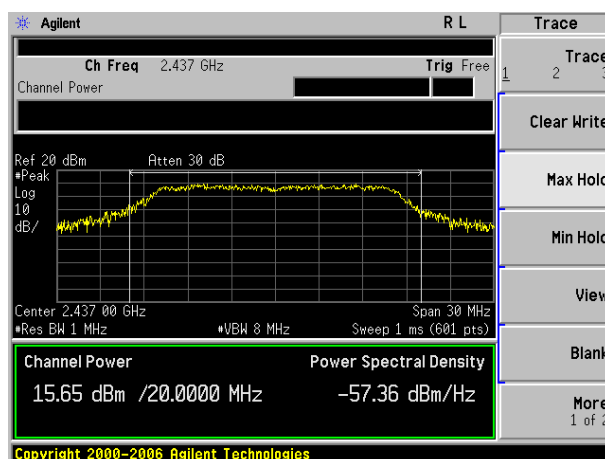 Agilent R L Trace
Ch Freq 2.437 GHz Trig Free
Channel Power
Trace
1 2 3
Clear Write
Max Hold
Min Hold
View
Blank
More
1 of 2
Ref 20 dBm Atten 30 dB
#Peak
Log
10
dB/
Center 2.437 00 GHz Span 30 MHz
#Res BW 1 MHz #VBW 8 MHz Sweep 1 ms (601 pts)
Channel Power Power Spectral Density
15.65 dBm /20.0000 MHz -57.36 dBm/Hz
Copyright 2000-2006 Agilent Technologies